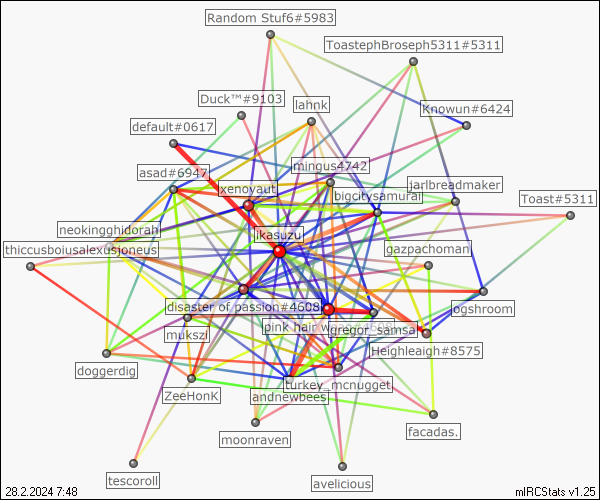 Random Stuf6#5983
ToastephBroseph5311#5311
Duck™#9103
lahnk
Knowun#6424
default#0617
asad#6947
mingus4742
xenoyaut
bigcitysamurai
jarlbreadmaker
Toast#5311
neokingghidorah
ikasuzu
thiccusboiusalexusjoneus
gazpachoman
disaster of passion#4608
ogshroom
mukszi
pink hair
gregor_samsa
Heighleaigh#8575
doggerdig
turkey_mcnugget
ZeeHonK
andnewbees
facadas.
moonraven
tescoroll
avelicious
28.2.2024 7:48
mIRCStats v1.25